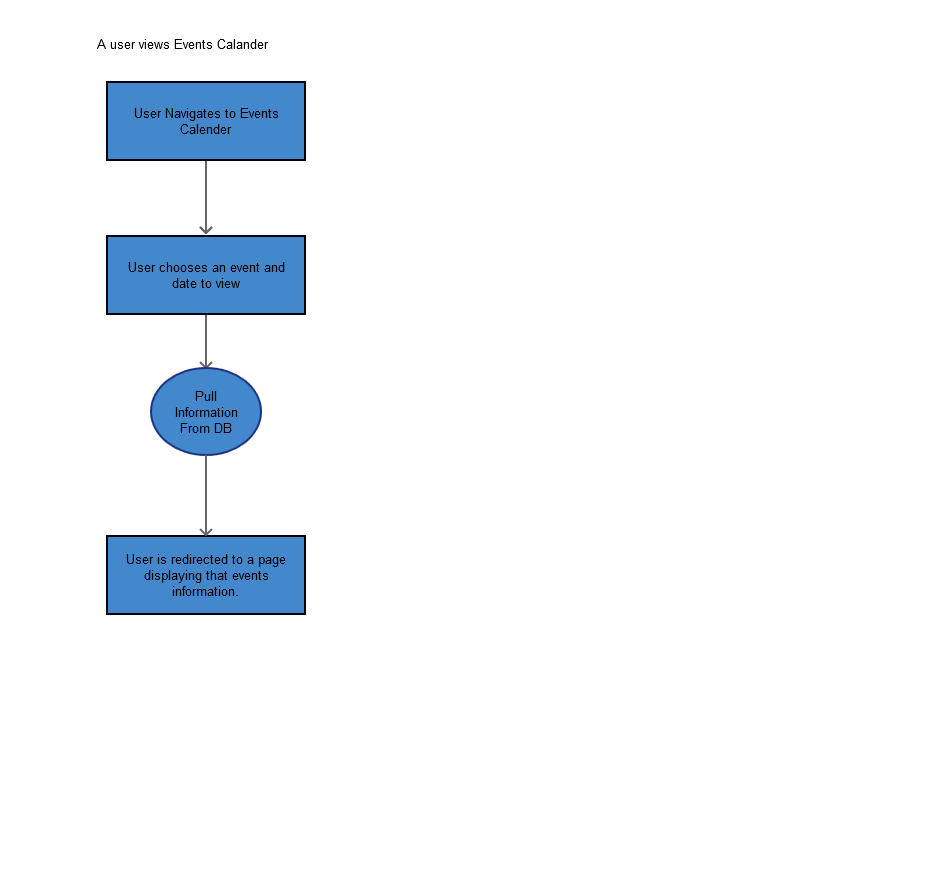 A user views Events Calander
User Navigates to Events
Calender
User chooses an event and
date to view
Pull
Information
From DB
User is redirected to a page
displaying that events
information.